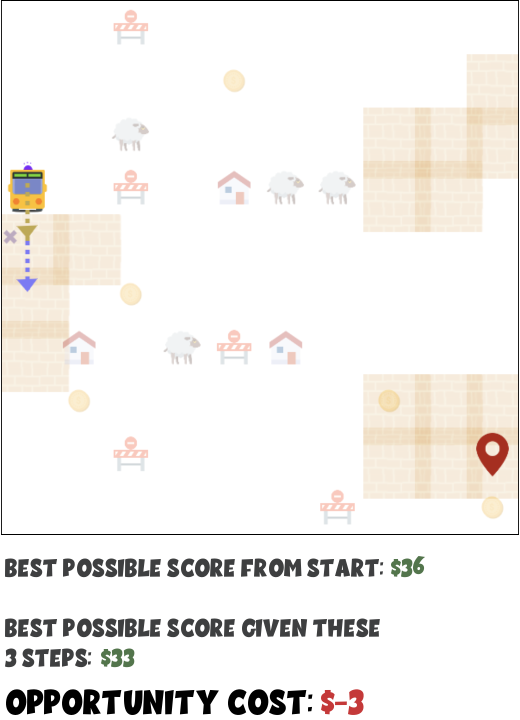 BEST POSSIBLE SCORE FROM START: $36
BEST POSSIBLE SCORE GIVEN THESE
3 STEPS: $33
OPPORTUNITY COST: $-3